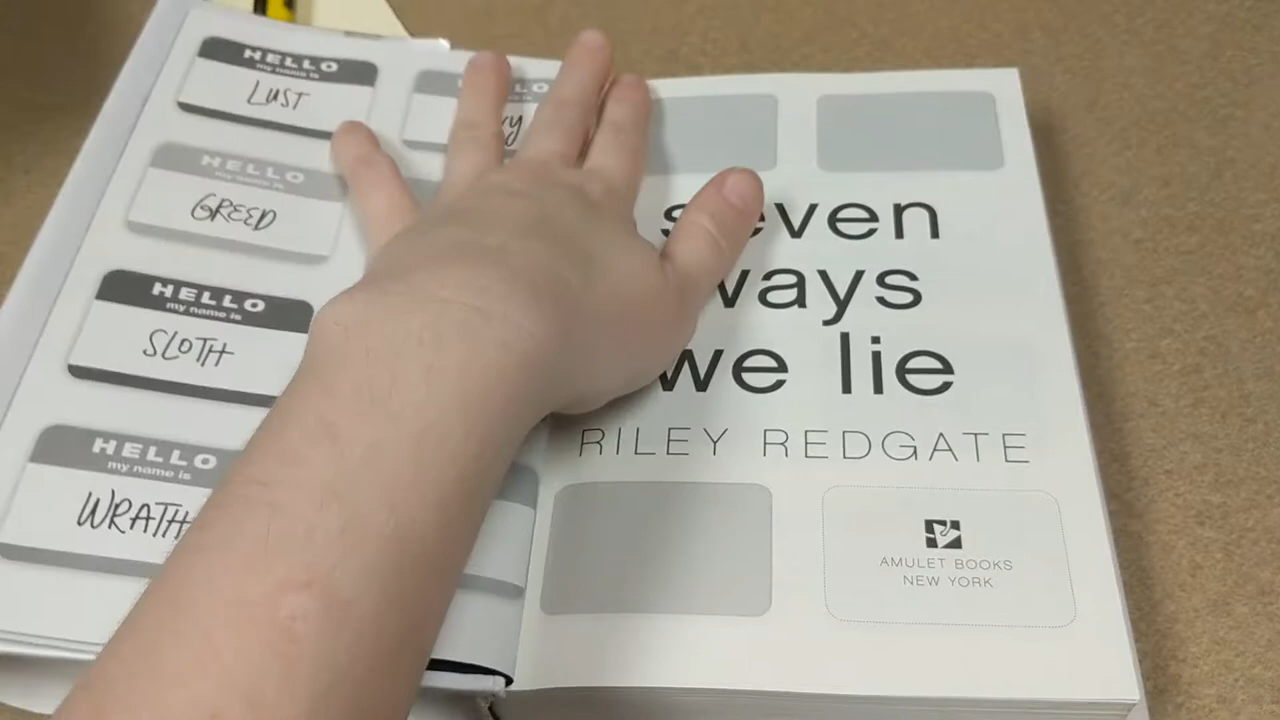 HELLO
my name is
LUST
HELLO
my name is
GREED
HELLO
my name is
SLOTH
HELLO
my name is
WRATH
seven
ways
we lie
RILEY REDGATE
AMULET BOOKS
NEW YORK